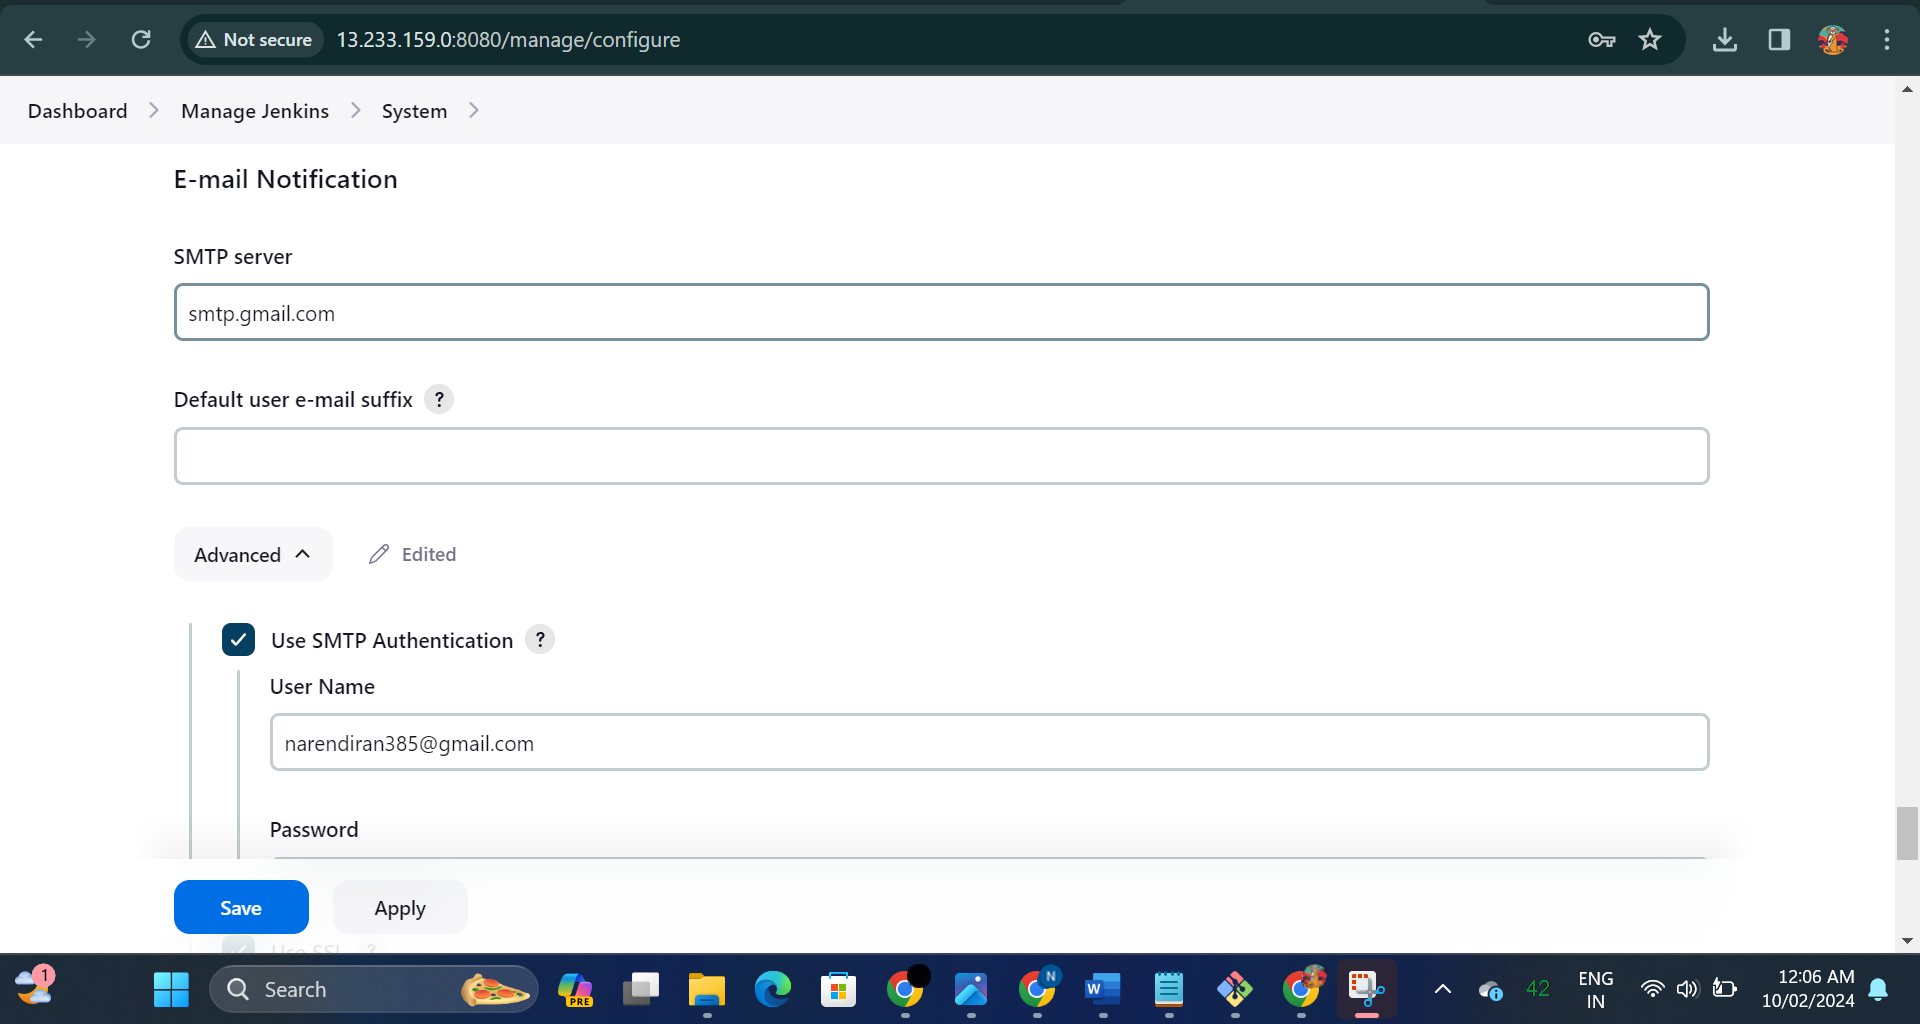 Not secure
13.233.159.0:8080/manage/configure
Dashboard
Manage Jenkins
System
E-mail Notification
SMTP server
smtp.gmail.com
Default user e-mail suffix ?
Advanced
Edited
Use SMTP Authentication ?
User Name
narendiran385@gmail.com
Password
Save
Apply
Use SSL ?
1
Search
PRE
N
W
42
ENG
IN
12:06 AM
10/02/2024